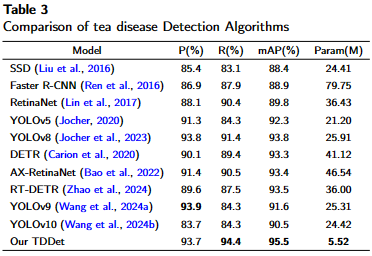 Table 3
Comparison of tea disease Detection Algorithms
Model P(%) R(%) mAP(%) Param(M)
SSD (Liu et al., 2016) 85.4 83.1 88.4 24.41
Faster R-CNN (Ren et al., 2016) 86.9 87.9 88.9 79.75
RetinaNet (Lin et al., 2017) 88.1 90.4 89.8 36.43
YOLOv5 (Jocher, 2020) 91.3 84.3 92.3 21.20
YOLOv8 (Jocher et al., 2023) 93.8 91.4 93.8 25.91
DETR (Carion et al., 2020) 90.1 89.4 93.3 41.12
AX-RetinaNet (Bao et al., 2022) 91.4 90.5 93.4 46.54
RT-DETR (Zhao et al., 2024) 89.6 87.5 93.5 36.00
YOLOv9 (Wang et al., 2024a) 93.9 84.3 91.6 25.31
YOLOv10 (Wang et al., 2024b) 83.7 84.3 90.5 24.42
Our TDDet 93.7 94.4 95.5 5.52